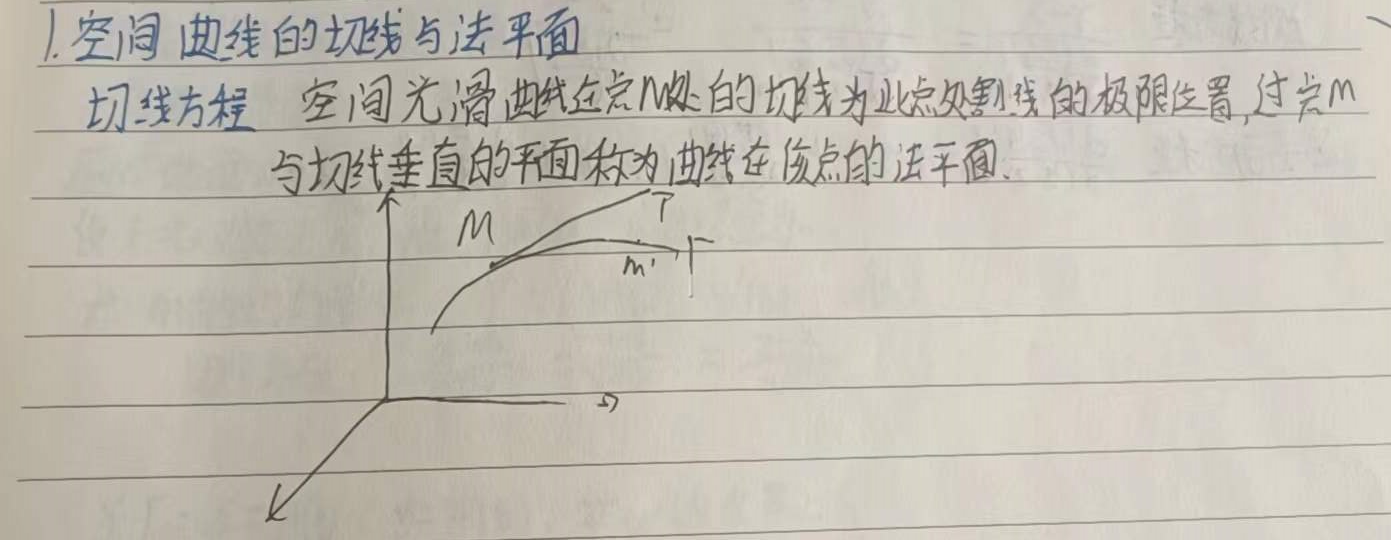 1. 空间曲线的切线与法平面
切线方程 空间光滑曲线在点M处的切线为此点处割线的极限位置,过点M
与切线垂直的平面称为曲线在该点的法平面.
M
T
m'
Γ